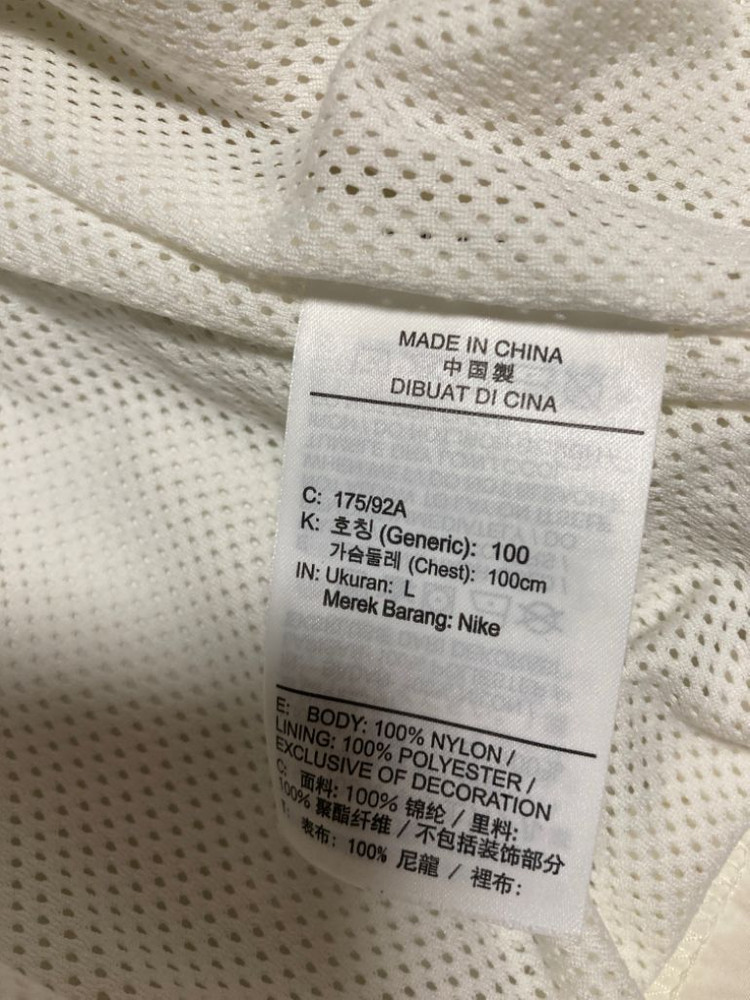 MADE IN CHINA
中国製
DIBUAT DI CINA
C: 175/92A
K: 호칭 (Generic): 100
가슴둘레 (Chest): 100cm
IN: Ukuran: L
Merek Barang: Nike
E: BODY: 100% NYLON /
LINING: 100% POLYESTER /
EXCLUSIVE OF DECORATION
C: 面料: 100% 锦纶 / 里料:
100% 聚酯纤维 / 不包括装饰部分
T: 表布: 100% 尼龍 / 裡布: